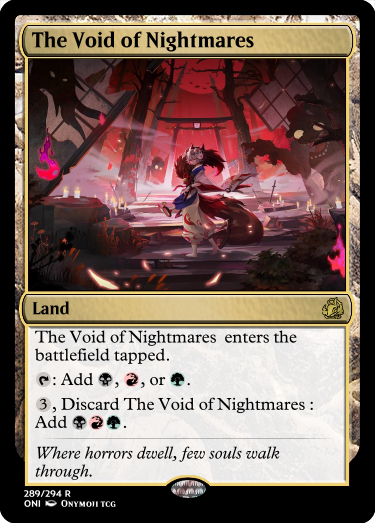 The Void of Nightmares
Land
The Void of Nightmares enters the
battlefield tapped.
: Add , , or .
3 , Discard The Void of Nightmares :
Add .
Where horrors dwell, few souls walk
through.
289/294 R
ONI Onymoii TCG